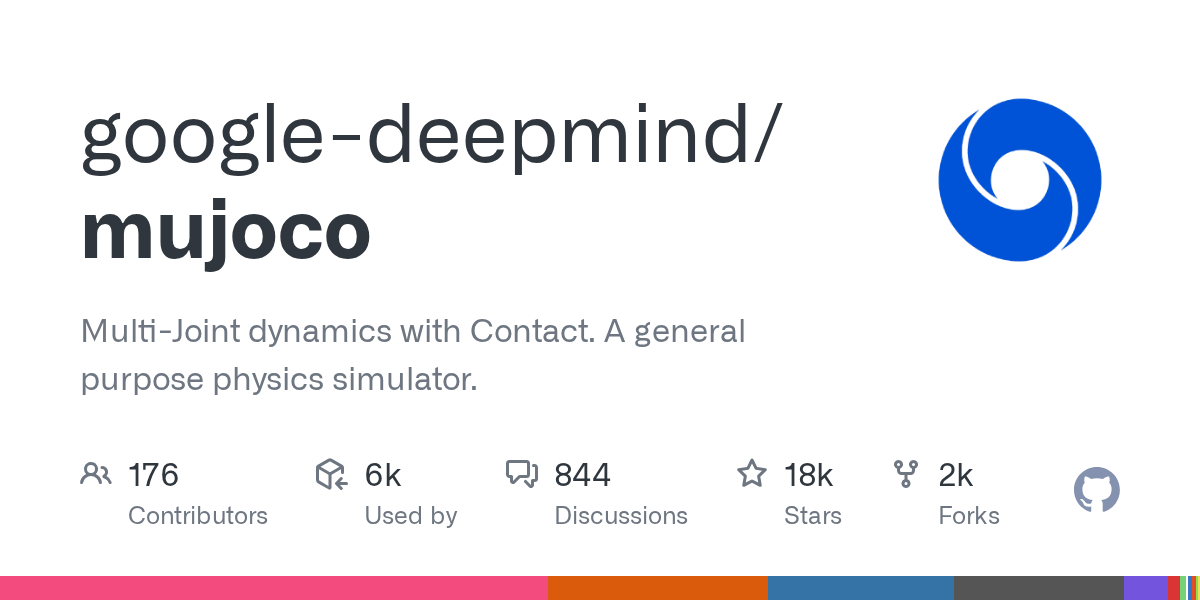 google-deepmind/
mujoco
Multi-Joint dynamics with Contact. A general
purpose physics simulator.
176 6k 844 18k 2k
Contributors Used by Discussions Stars Forks